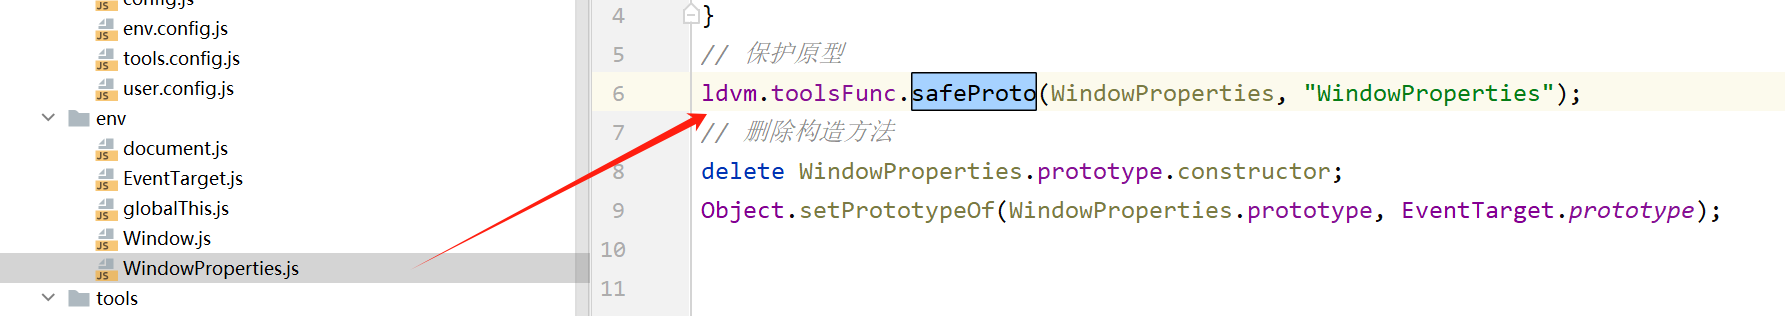 config.js
env.config.js
tools.config.js
user.config.js
env
document.js
EventTarget.js
globalThis.js
Window.js
WindowProperties.js
tools
4 }
5 // 保护原型
6 ldvm.toolsFunc.safeProto(WindowProperties, "WindowProperties");
7 // 删除构造方法
8 delete WindowProperties.prototype.constructor;
9 Object.setPrototypeOf(WindowProperties.prototype, EventTarget.prototype);
10
11